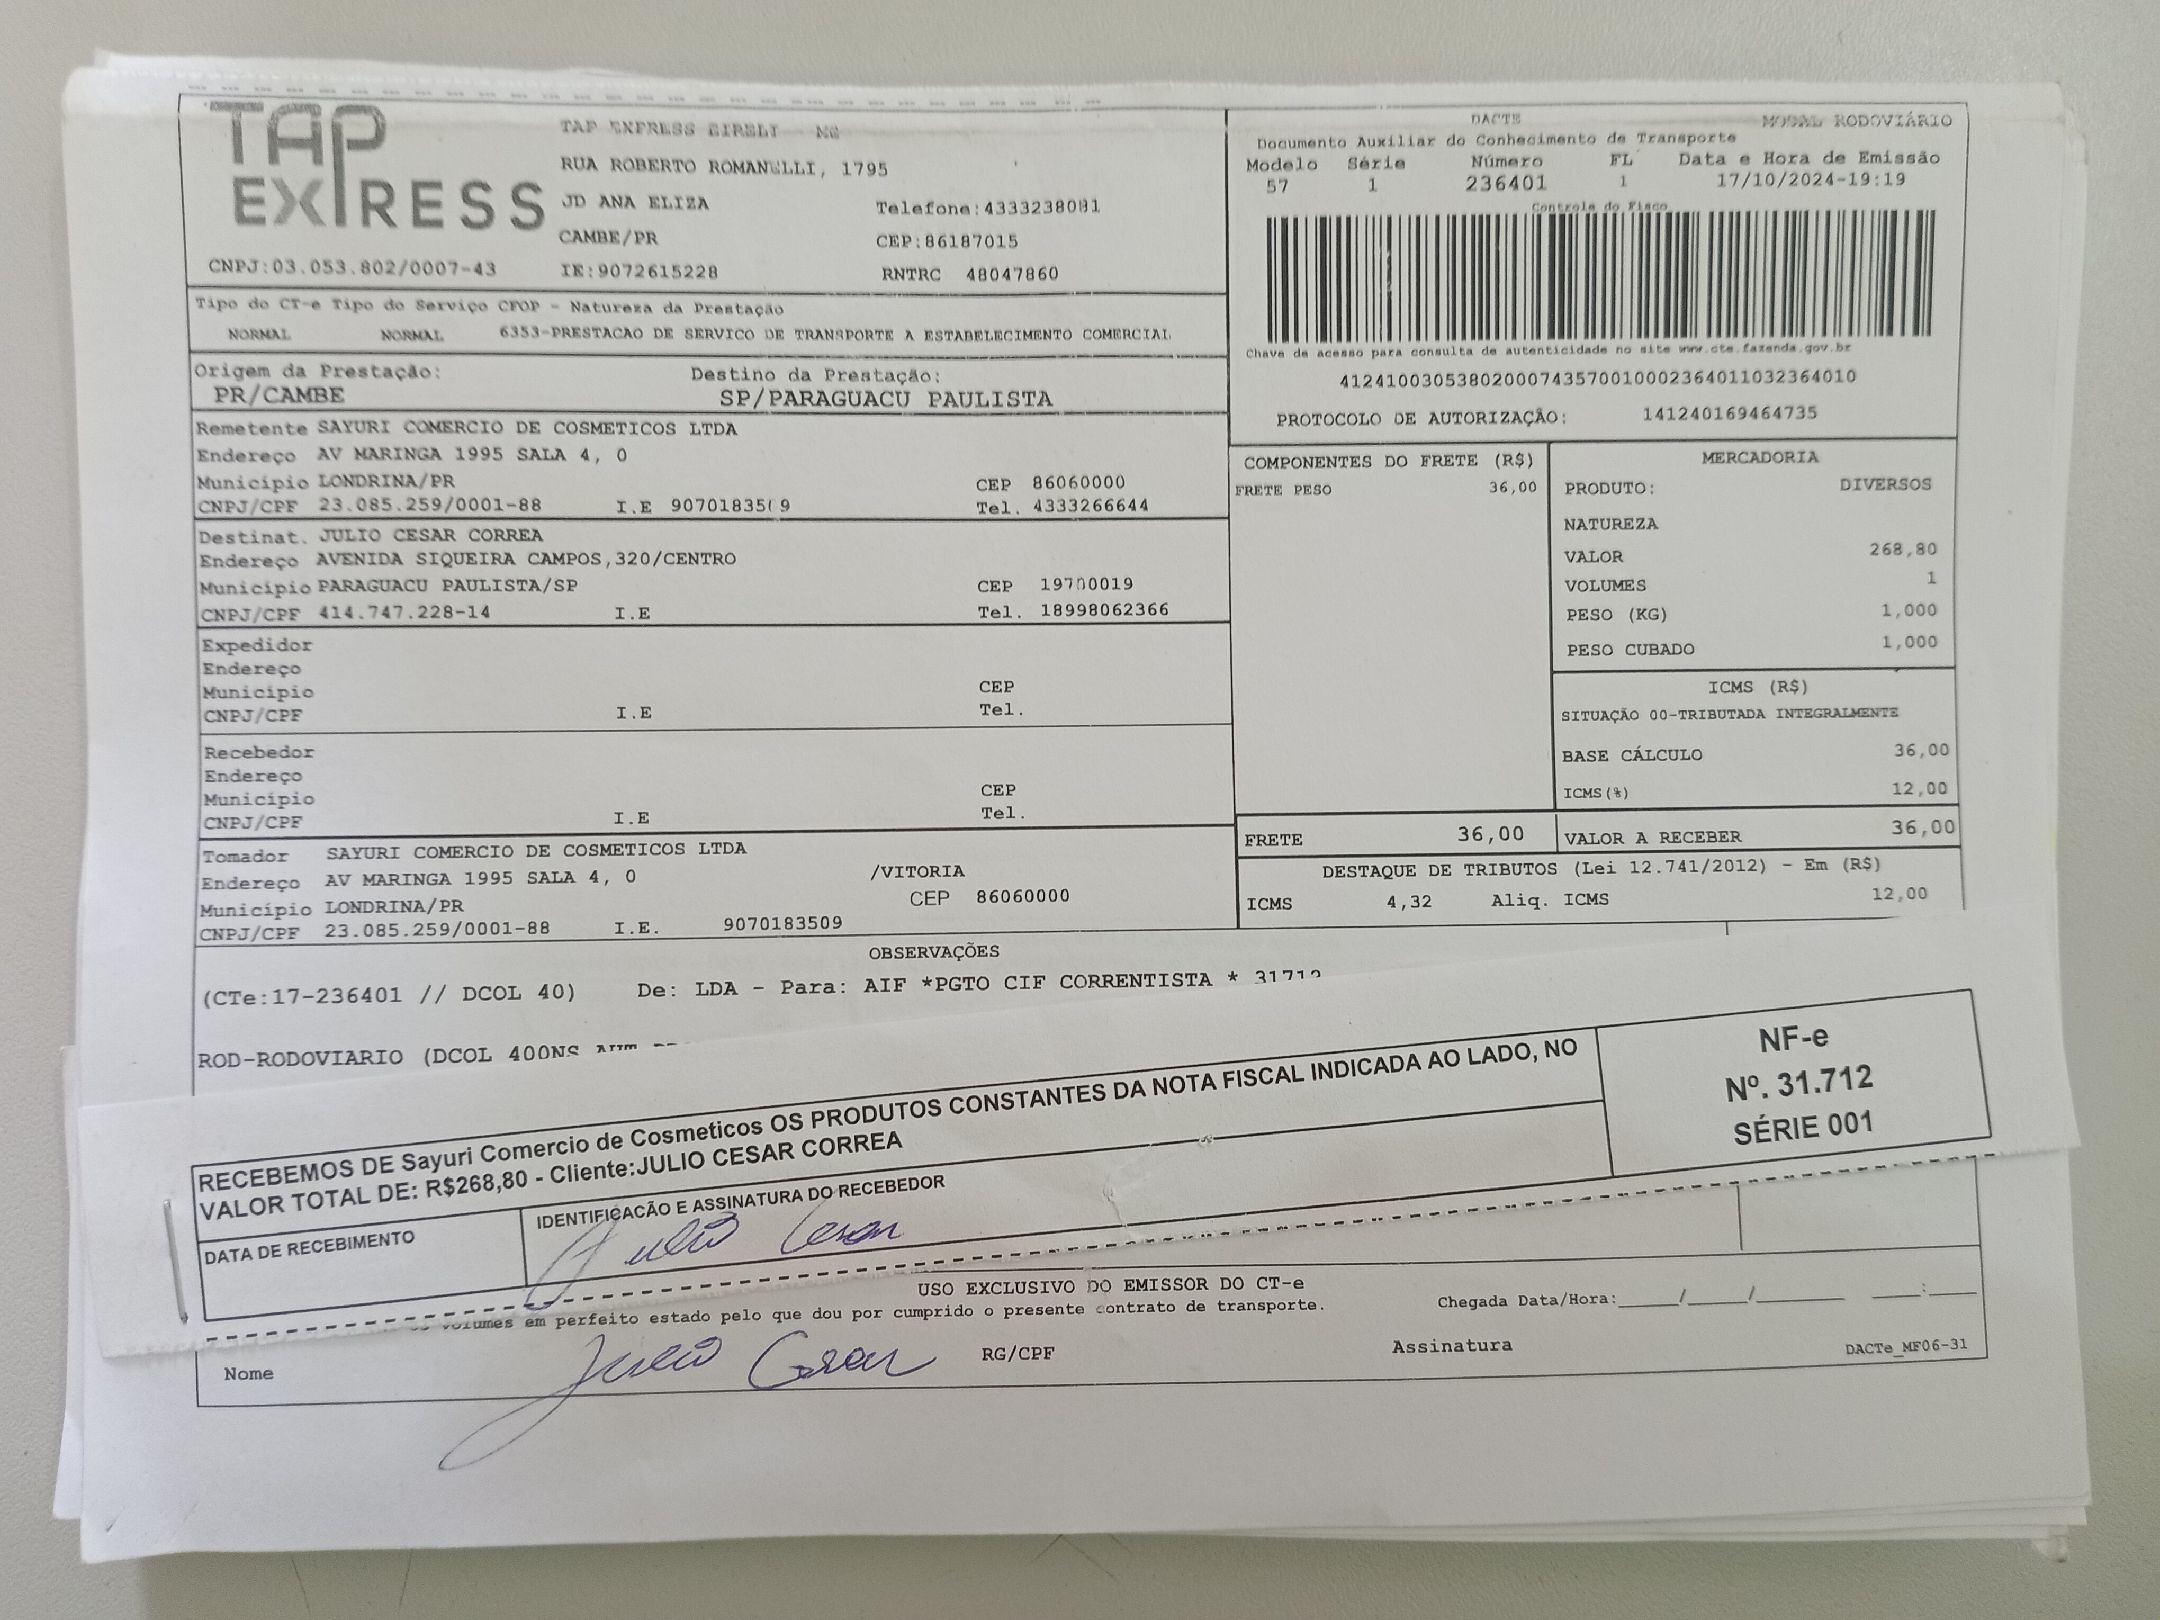 TAP EXPRESS
TAP EXPRESS EIRELI - ME
RUA ROBERTO ROMANELLI, 1795
JD ANA ELIZA Telefone:4333238081
CAMBE/PR CEP:86187015
CNPJ:03.053.802/0007-43 IE:9072615228 RNTRC 48047860
DACTE MODAL RODOVIÁRIO
Documento Auxiliar do Conhecimento de Transporte
Modelo Série Número FL Data e Hora de Emissão
57 1 236401 1 17/10/2024-19:19
Controle do Fisco
Chave de acesso para consulta de autenticidade no site www.cte.fazenda.gov.br
41241003053802000743570010002364011032364010
PROTOCOLO DE AUTORIZAÇÃO: 141240169464735
Tipo do CT-e Tipo do Serviço CFOP - Natureza da Prestação
NORMAL NORMAL 6353-PRESTACAO DE SERVICO DE TRANSPORTE A ESTABELECIMENTO COMERCIAL
Origem da Prestação: Destino da Prestação:
PR/CAMBE SP/PARAGUACU PAULISTA
Remetente SAYURI COMERCIO DE COSMETICOS LTDA
Endereço AV MARINGA 1995 SALA 4, 0
Município LONDRINA/PR CEP 86060000
CNPJ/CPF 23.085.259/0001-88 I.E 9070183509 Tel. 4333266644
Destinat. JULIO CESAR CORREA
Endereço AVENIDA SIQUEIRA CAMPOS,320/CENTRO
Município PARAGUACU PAULISTA/SP CEP 19700019
CNPJ/CPF 414.747.228-14 I.E Tel. 18998062366
Expedidor
Endereço
Município CEP
CNPJ/CPF I.E Tel.
Recebedor
Endereço
Município CEP
CNPJ/CPF I.E Tel.
Tomador SAYURI COMERCIO DE COSMETICOS LTDA
Endereço AV MARINGA 1995 SALA 4, 0 /VITORIA
Município LONDRINA/PR CEP 86060000
CNPJ/CPF 23.085.259/0001-88 I.E. 9070183509
COMPONENTES DO FRETE (R$)
FRETE PESO 36,00
MERCADORIA
PRODUTO: DIVERSOS
NATUREZA
VALOR 268,80
VOLUMES 1
PESO (KG) 1,000
PESO CUBADO 1,000
ICMS (R$)
SITUAÇÃO 00-TRIBUTADA INTEGRALMENTE
BASE CÁLCULO 36,00
ICMS(%) 12,00
FRETE 36,00 VALOR A RECEBER 36,00
DESTAQUE DE TRIBUTOS (Lei 12.741/2012) - Em (R$)
ICMS 4,32 Aliq. ICMS 12,00
OBSERVAÇÕES
(CTe:17-236401 // DCOL 40) De: LDA - Para: AIF *PGTO CIF CORRENTISTA * 31712
ROD-RODOVIARIO (DCOL 400NS
RECEBEMOS DE Sayuri Comercio de Cosmeticos OS PRODUTOS CONSTANTES DA NOTA FISCAL INDICADA AO LADO, NO
VALOR TOTAL DE: R$268,80 - Cliente:JULIO CESAR CORREA
DATA DE RECEBIMENTO
IDENTIFICAÇÃO E ASSINATURA DO RECEBEDOR
Julio Cesar
NF-e
Nº. 31.712
SÉRIE 001
USO EXCLUSIVO DO EMISSOR DO CT-e
volumes em perfeito estado pelo que dou por cumprido o presente contrato de transporte.
Chegada Data/Hora:_____/_____/________ ____:____
Nome Julio Cesar RG/CPF Assinatura DACTe_MF06-31